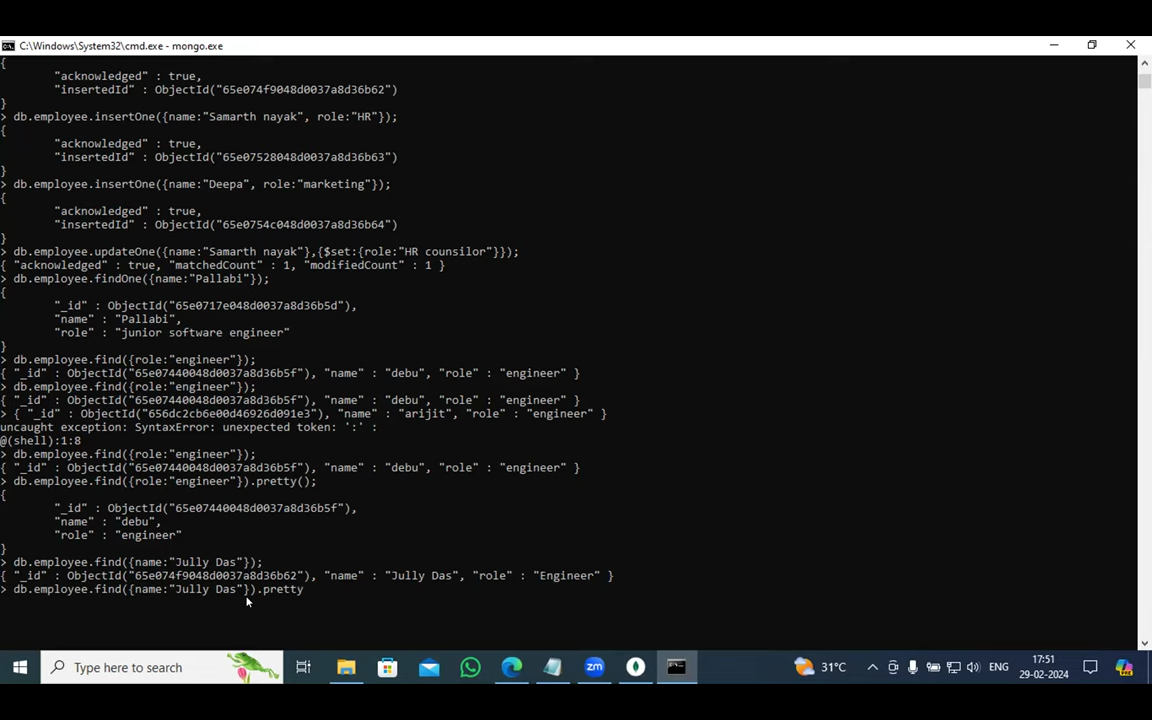 C:\Windows\System32\cmd.exe - mongo.exe
{
"acknowledged" : true,
"insertedId" : ObjectId("65e074f9048d0037a8d36b62")
}
> db.employee.insertOne({name:"Samarth nayak", role:"HR"});
{
"acknowledged" : true,
"insertedId" : ObjectId("65e07528048d0037a8d36b63")
}
> db.employee.insertOne({name:"Deepa", role:"marketing"});
{
"acknowledged" : true,
"insertedId" : ObjectId("65e0754c048d0037a8d36b64")
}
> db.employee.updateOne({name:"Samarth nayak"},{$set:{role:"HR counsilor"}});
{ "acknowledged" : true, "matchedCount" : 1, "modifiedCount" : 1 }
> db.employee.findOne({name:"Pallabi"});
{
"_id" : ObjectId("65e0717e048d0037a8d36b5d"),
"name" : "Pallabi",
"role" : "junior software engineer"
}
> db.employee.find({role:"engineer"});
{ "_id" : ObjectId("65e07440048d0037a8d36b5f"), "name" : "debu", "role" : "engineer" }
> db.employee.find({role:"engineer"});
{ "_id" : ObjectId("65e07440048d0037a8d36b5f"), "name" : "debu", "role" : "engineer" }
> { "_id" : ObjectId("656dc2cb6e00d46926d091e3"), "name" : "arijit", "role" : "engineer" }
uncaught exception: SyntaxError: unexpected token: ':' :
@(shell):1:8
> db.employee.find({role:"engineer"});
{ "_id" : ObjectId("65e07440048d0037a8d36b5f"), "name" : "debu", "role" : "engineer" }
> db.employee.find({role:"engineer"}).pretty();
{
"_id" : ObjectId("65e07440048d0037a8d36b5f"),
"name" : "debu",
"role" : "engineer"
}
> db.employee.find({name:"Jully Das"});
{ "_id" : ObjectId("65e074f9048d0037a8d36b62"), "name" : "Jully Das", "role" : "Engineer" }
> db.employee.find({name:"Jully Das"}).pretty
Type here to search
zm
31°C
ENG
17:51
29-02-2024